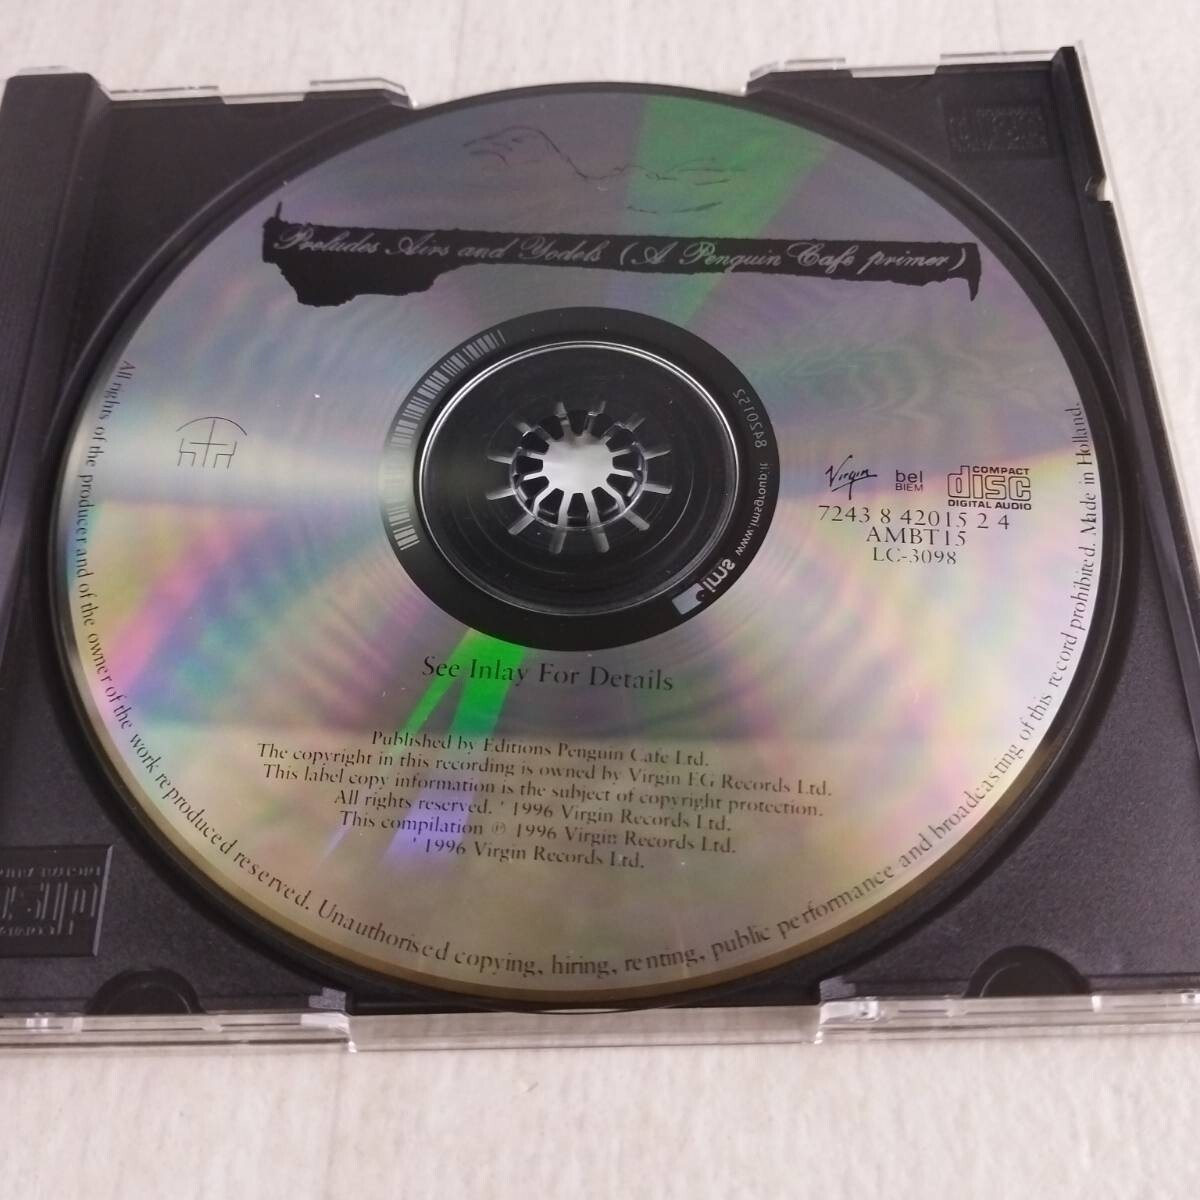 Preludes Airs and Yodels (A Penguin Cafe primer)
8420152
www.imsgroup.it
ims
Virgin
bel
BIEM
COMPACT
disc
DIGITAL AUDIO
7243 8 42015 2 4
AMBT15
LC-3098
See Inlay For Details
Published by Editions Penguin Cafe Ltd.
The copyright in this recording is owned by Virgin EG Records Ltd.
This label copy information is the subject of copyright protection.
All rights reserved. ' 1996 Virgin Records Ltd.
This compilation ℗ 1996 Virgin Records Ltd.
' 1996 Virgin Records Ltd.
All rights of the producer and of the owner of the work reproduced reserved. Unauthorised copying, hiring, renting, public performance and broadcasting of this record prohibited. Made in Holland.